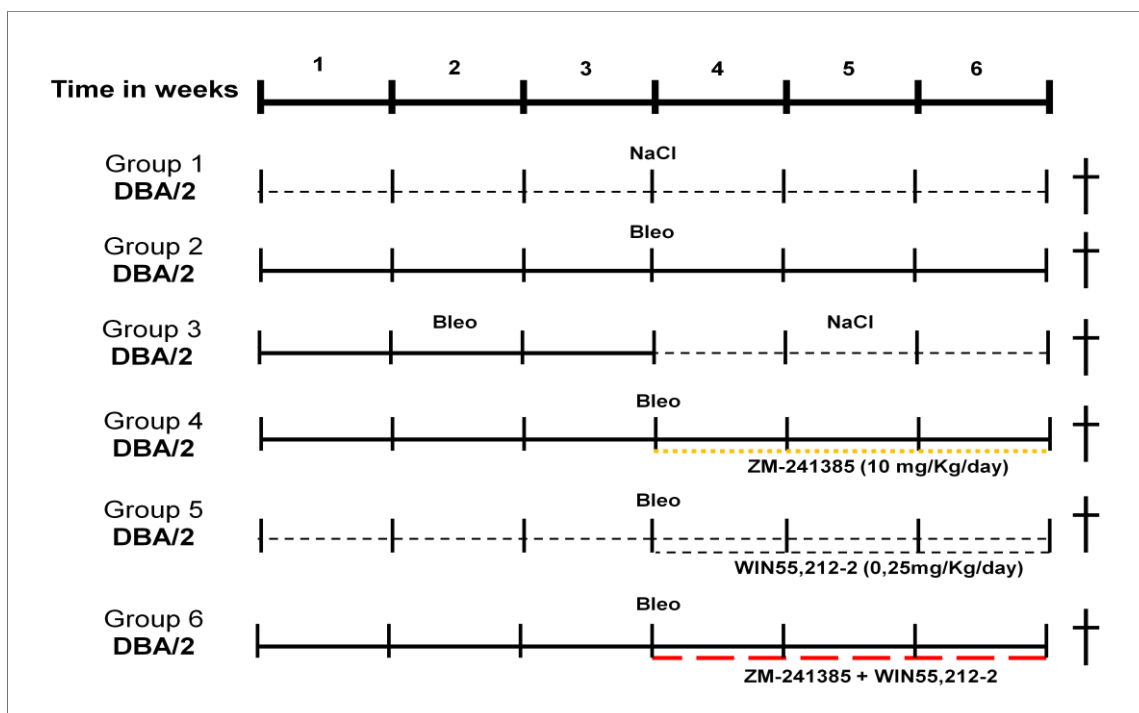 1 2 3 4 5 6
Time in weeks
Group 1
DBA/2
NaCl
Group 2
DBA/2
Bleo
Group 3
DBA/2
Bleo
NaCl
Group 4
DBA/2
Bleo
ZM-241385 (10 mg/Kg/day)
Group 5
DBA/2
Bleo
WIN55,212-2 (0,25mg/Kg/day)
Group 6
DBA/2
Bleo
ZM-241385 + WIN55,212-2